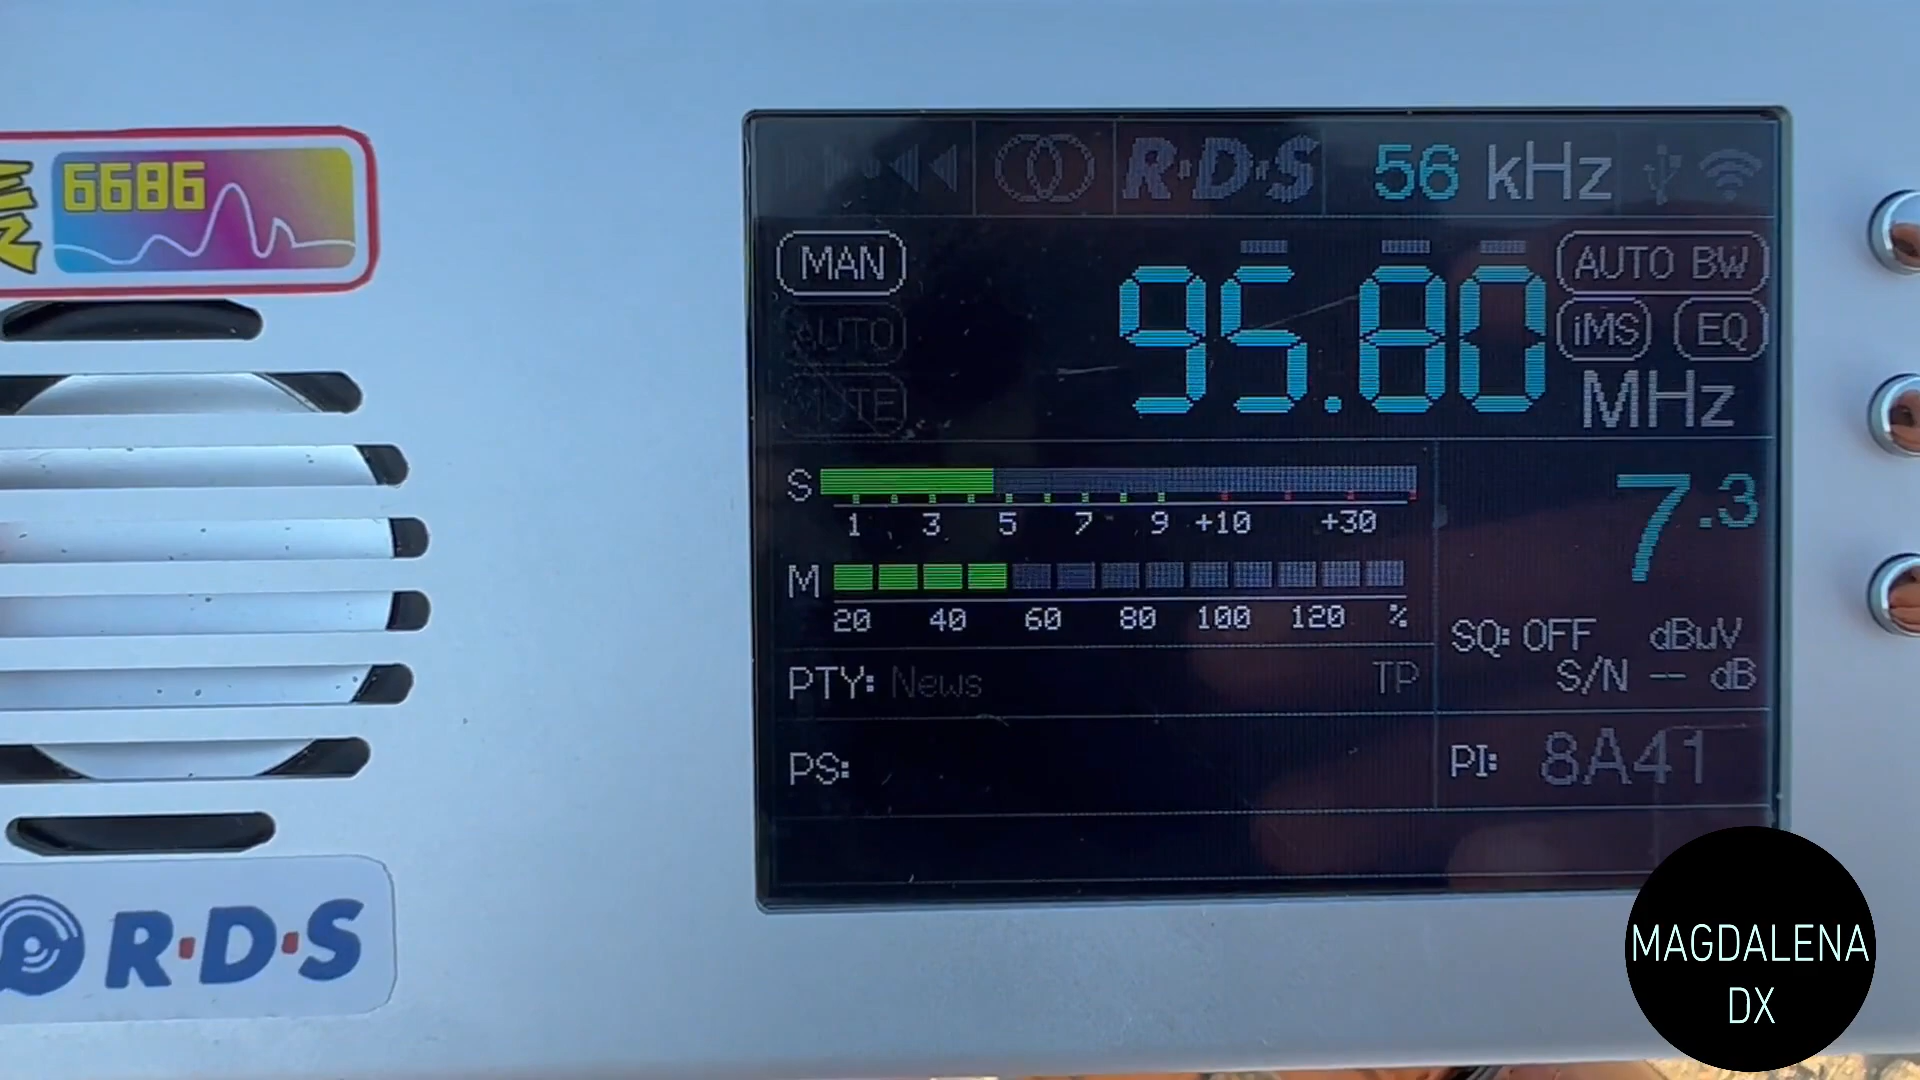 6686
R·D·S
R·D·S 56 kHz
MAN
AUTO
MUTE
95.80
MHz
AUTO BW
iMS EQ
S
1 3 5 7 9 +10 +30
M
20 40 60 80 100 120 %
7.3
SQ: OFF dBuV
S/N -- dB
PTY: News TP
PS:
PI: 8A41
MAGDALENA
DX